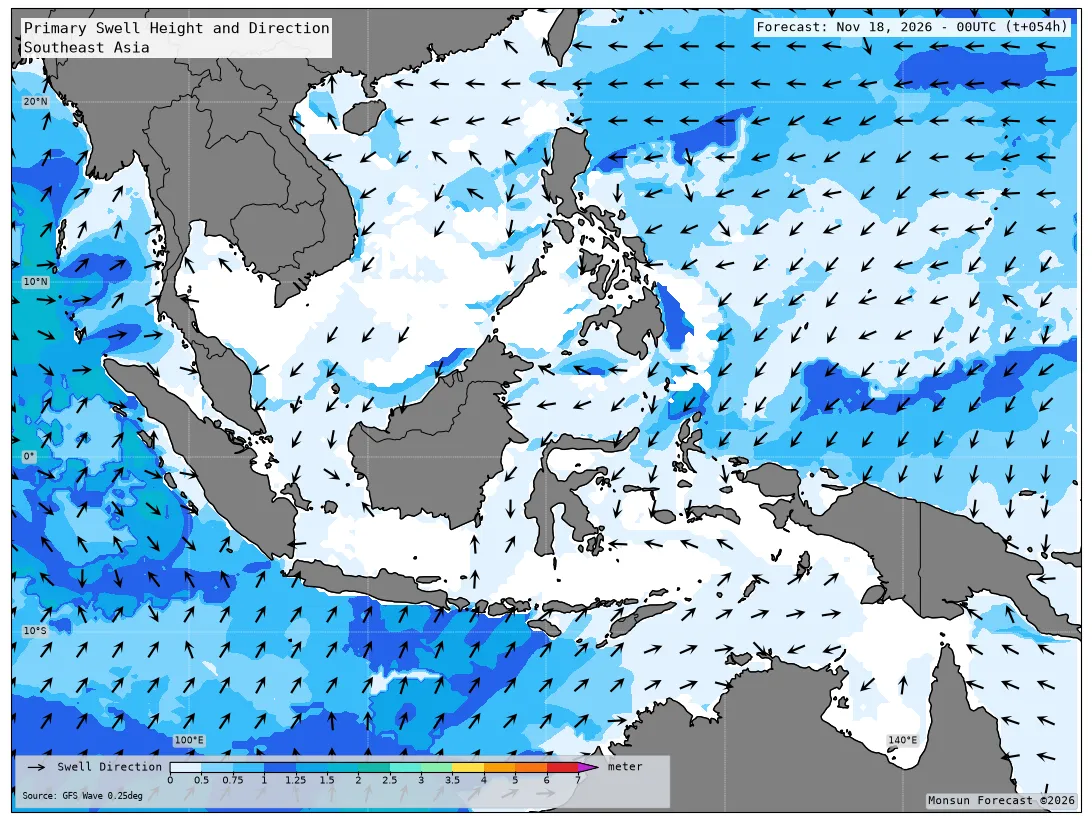 Primary Swell Height and Direction
Southeast Asia
Forecast: Nov 18, 2026 - 00UTC (t+054h)
20°N
10°N
0°
10°S
100°E
140°E
Swell Direction
0 0.5 0.75 1 1.25 1.5 2 2.5 3 3.5 4 5 6 7
meter
Source: GFS Wave 0.25deg
Monsun Forecast ©2026